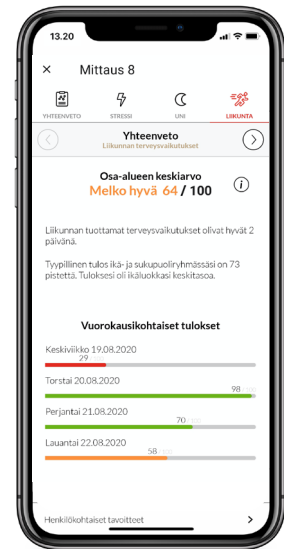 13.20
× Mittaus 8
YHTEENVETO STRESSI UNI LIIKUNTA
Yhteenveto
Liikunnan terveysvaikutukset
Osa-alueen keskiarvo
Melko hyvä 64 / 100
Liikunnan tuottamat terveysvaikutukset olivat hyvät 2
päivänä.
Tyypillinen tulos ikä- ja sukupuoliryhmässäsi on 73
pistettä. Tuloksesi oli ikäluokkasi keskitasoa.
Vuorokausikohtaiset tulokset
Keskiviikko 19.08.2020
29
Torstai 20.08.2020
98
Perjantai 21.08.2020
70
Lauantai 22.08.2020
58
Henkilökohtaiset tavoitteet